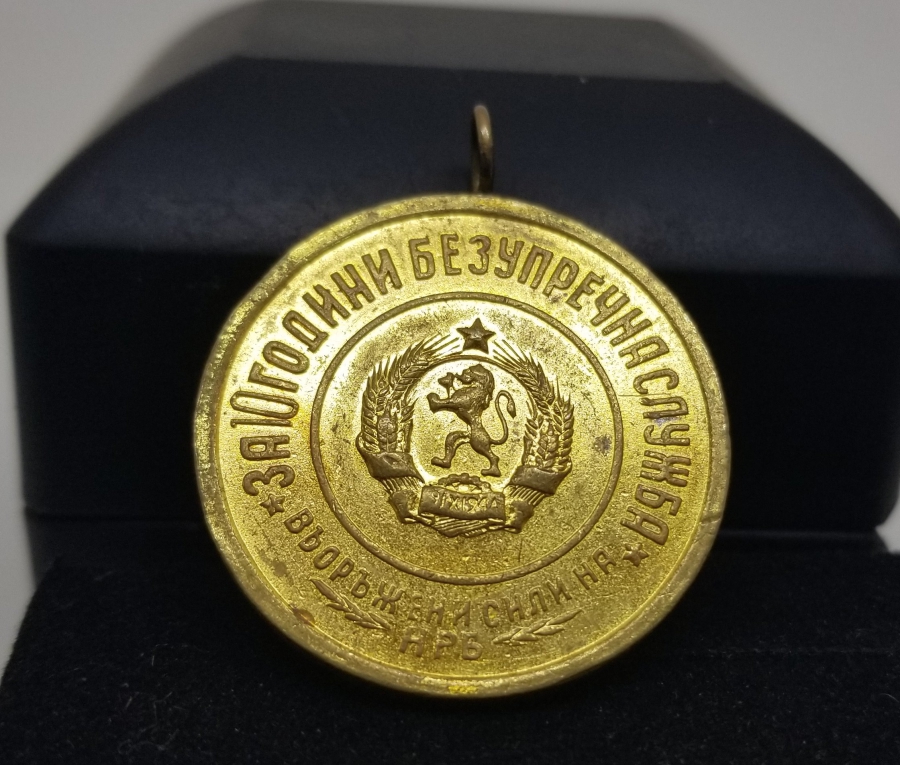 ЗА 10 ГОДИНИ БЕЗУПРЕЧНА СЛУЖБА
ВЪОРЪЖЕНИ СИЛИ НА
НРБ
9 IX 1944